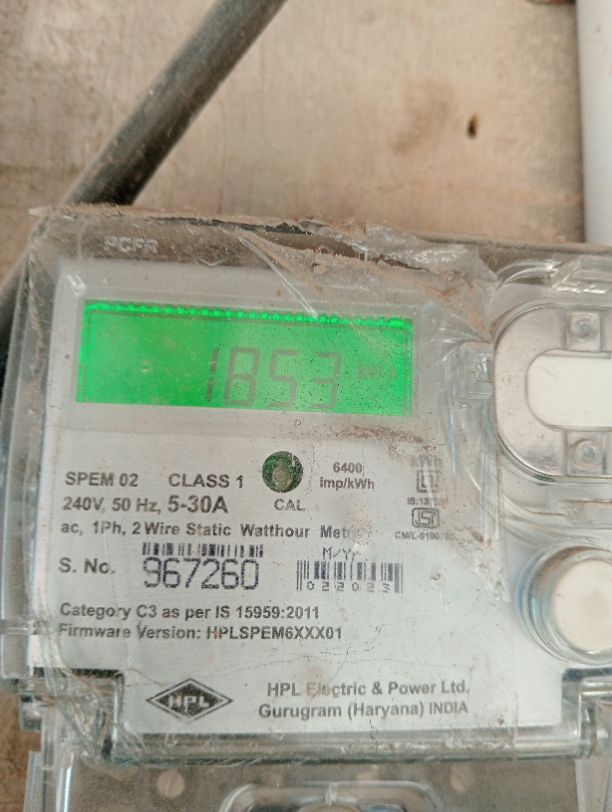 PCFR
1853
SPEM 02 CLASS 1
6400
imp/kWh
kWh
240V, 50 Hz, 5-30A
CAL
ac, 1Ph, 2 Wire Static Watthour
M/Yr
S. No. 967260
022023
Category C3 as per IS 15959:2011
Firmware Version: HPLSPEM6XXX01
HPL
HPL Electric & Power Ltd.
Gurugram (Haryana) INDIA